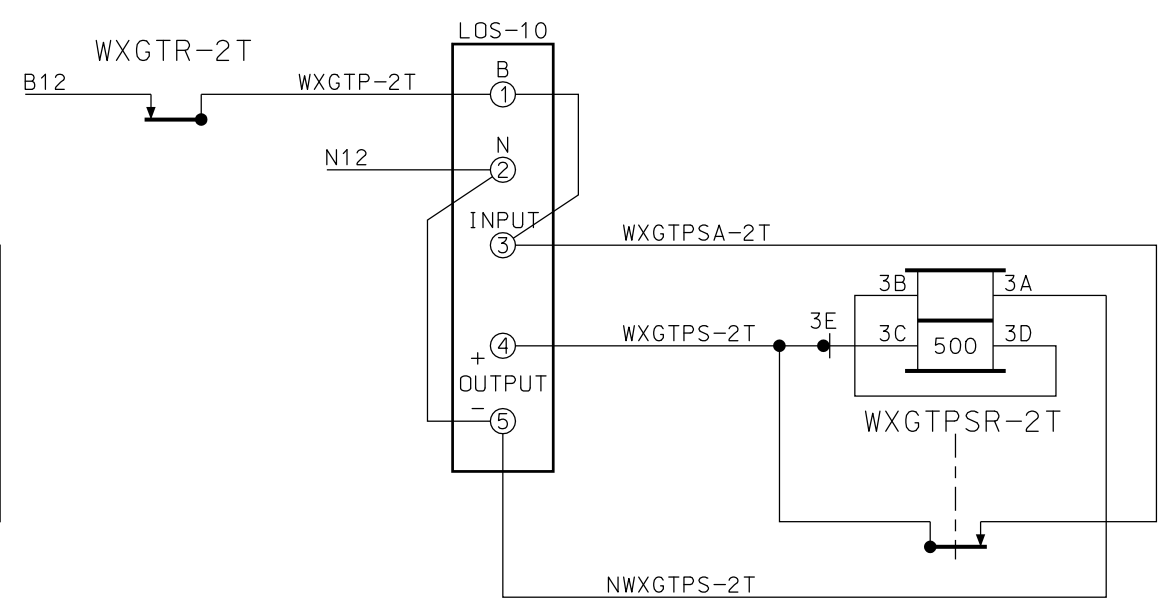 LOS-10
WXGTR-2T
B12
WXGTP-2T
B
1
N
N12
2
INPUT
3
WXGTPSA-2T
3B
3A
3E
WXGTPS-2T
3C
500
3D
4
+
OUTPUT
-
5
WXGTPSR-2T
NWXGTPS-2T